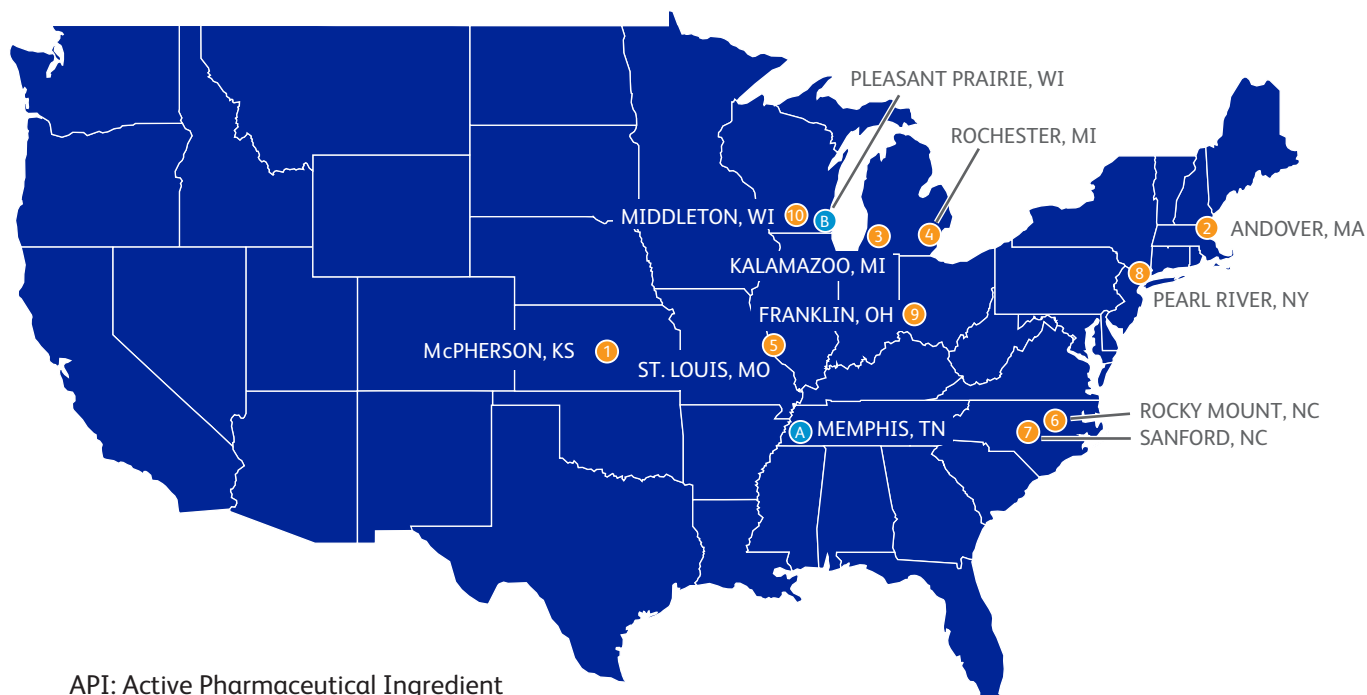 PLEASANT PRAIRIE, WI
ROCHESTER, MI
MIDDLETON, WI
10
B
3
4
2
ANDOVER, MA
KALAMAZOO, MI
8
PEARL RIVER, NY
FRANKLIN, OH
9
McPHERSON, KS
1
5
ST. LOUIS, MO
6
ROCKY MOUNT, NC
A
MEMPHIS, TN
7
SANFORD, NC
API: Active Pharmaceutical Ingredient